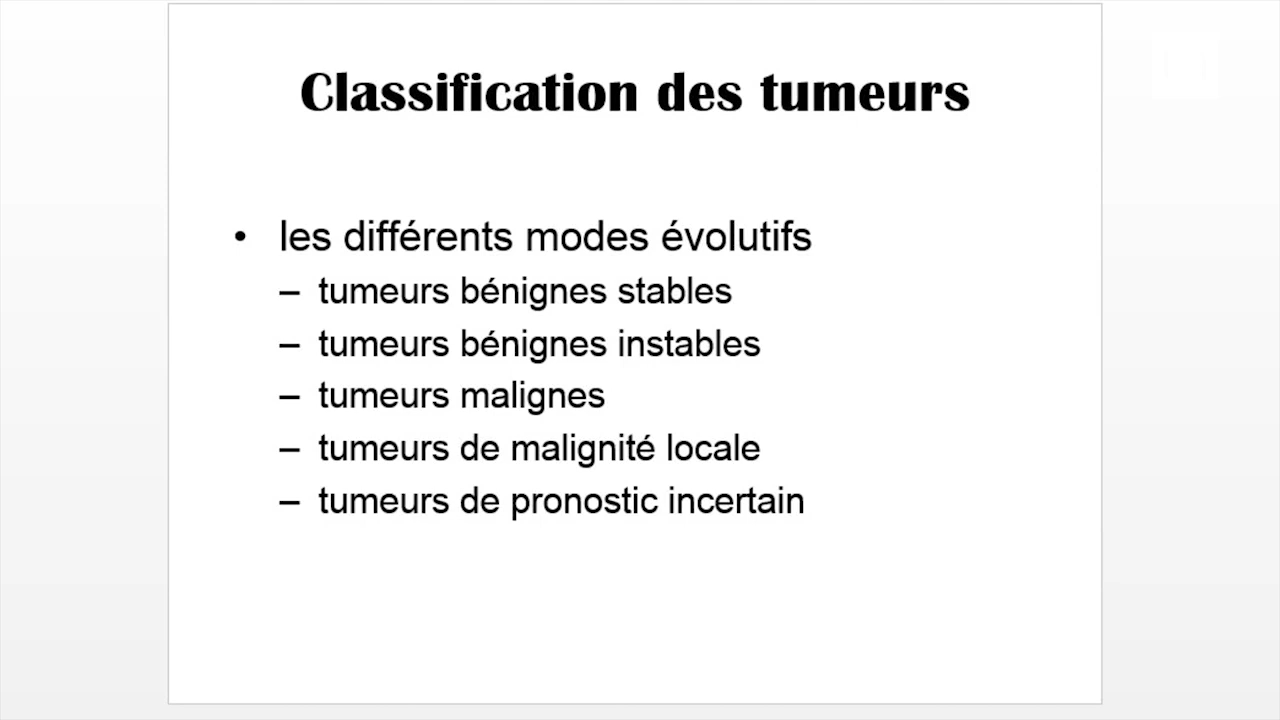 Classification des tumeurs
• les différents modes évolutifs
– tumeurs bénignes stables
– tumeurs bénignes instables
– tumeurs malignes
– tumeurs de malignité locale
– tumeurs de pronostic incertain